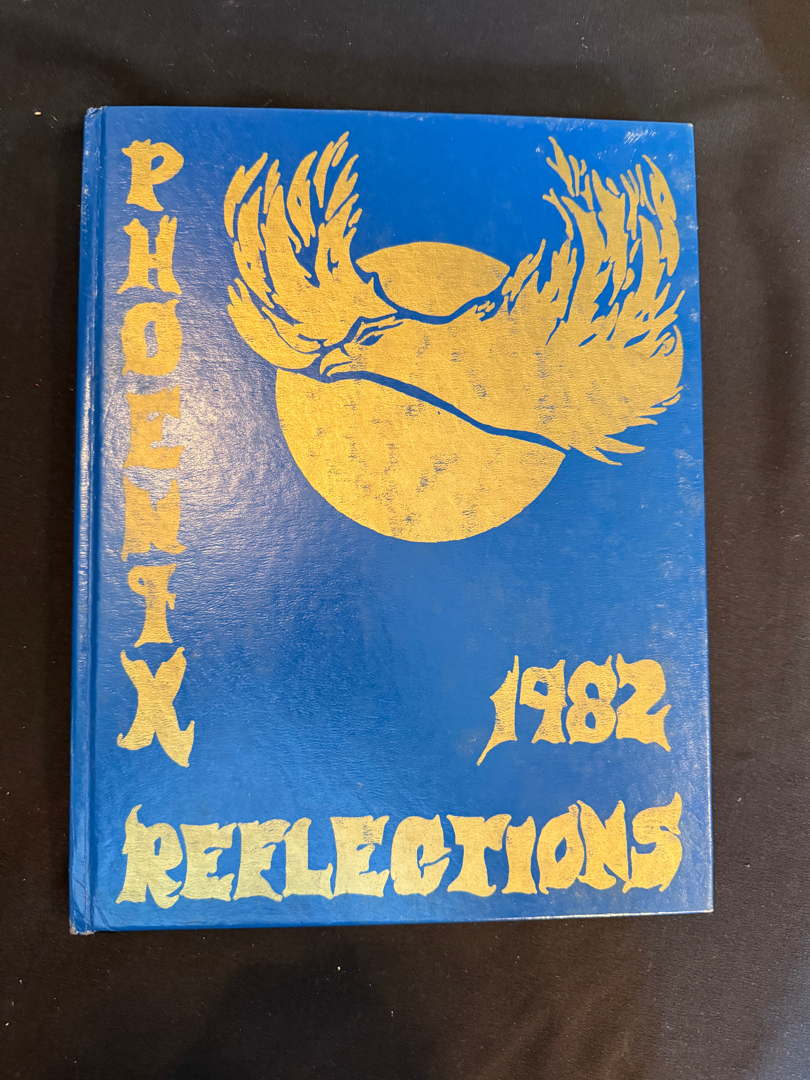 PHOENIX
1982
REFLECTIONS